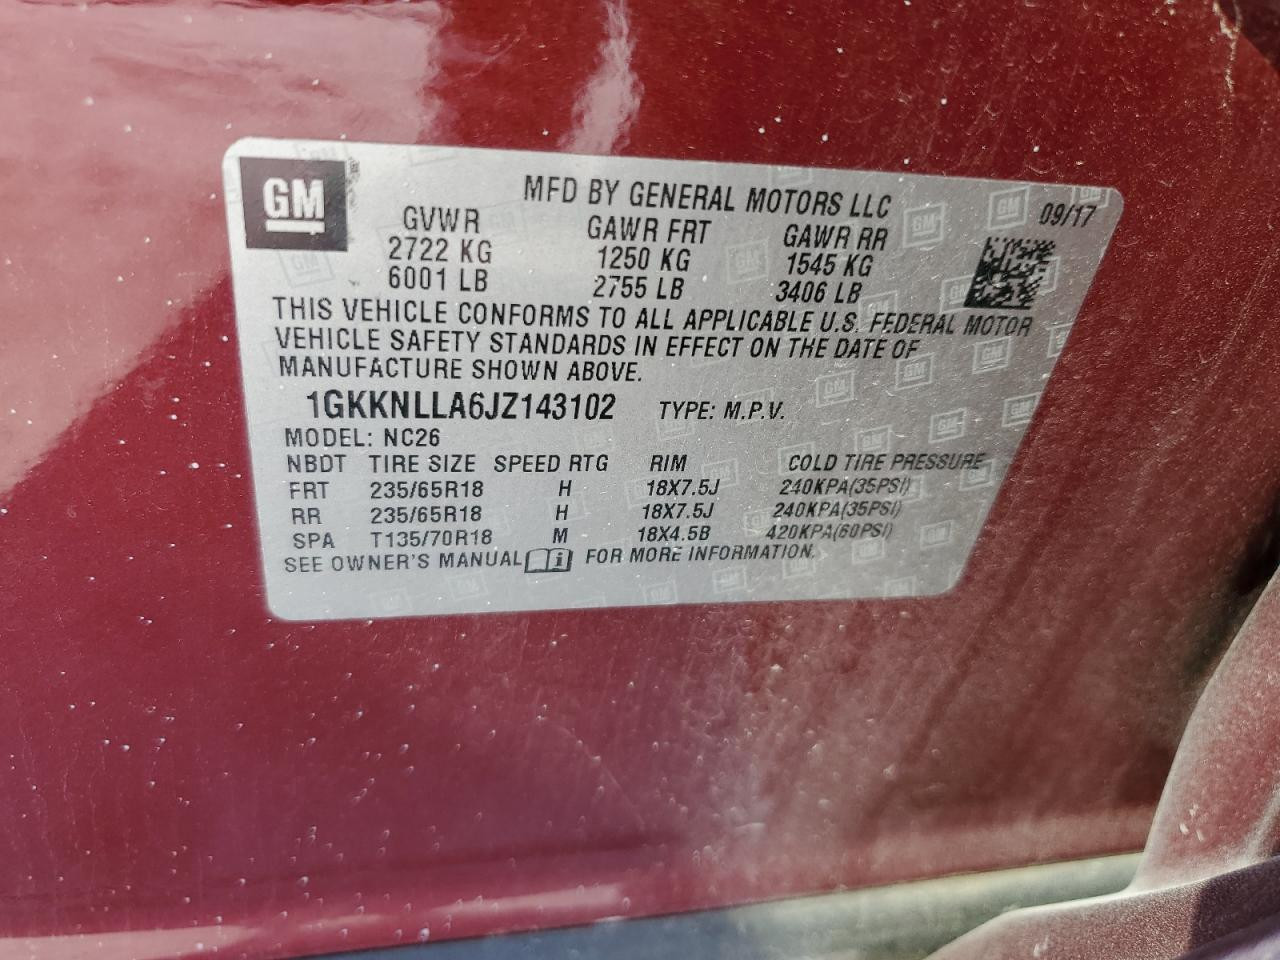 GM
MFD BY GENERAL MOTORS LLC
09/17
GVWR GAWR FRT GAWR RR
2722 KG 1250 KG 1545 KG
6001 LB 2755 LB 3406 LB
THIS VEHICLE CONFORMS TO ALL APPLICABLE U.S. FEDERAL MOTOR
VEHICLE SAFETY STANDARDS IN EFFECT ON THE DATE OF
MANUFACTURE SHOWN ABOVE.
1GKKNLLA6JZ143102 TYPE: M.P.V.
MODEL: NC26
NBDT TIRE SIZE SPEED RTG RIM COLD TIRE PRESSURE
FRT 235/65R18 H 18X7.5J 240KPA(35PSI)
RR 235/65R18 H 18X7.5J 240KPA(35PSI)
SPA T135/70R18 M 18X4.5B 420KPA(60PSI)
SEE OWNER'S MANUAL i FOR MORE INFORMATION.